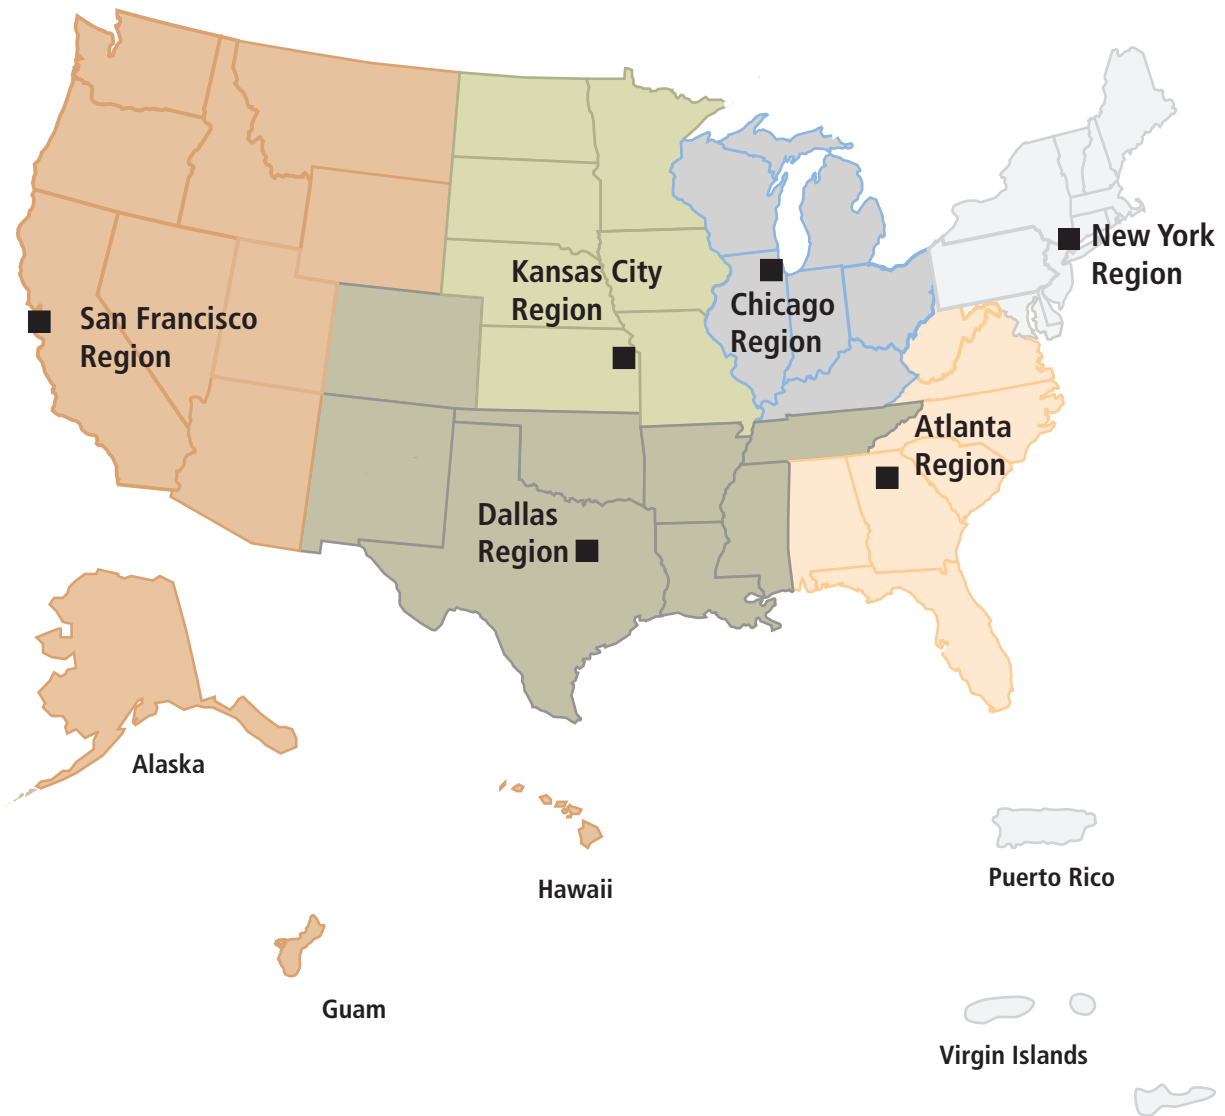 New York
Region
Kansas City
Region
Chicago
Region
San Francisco
Region
Atlanta
Region
Dallas
Region
Alaska
Hawaii
Puerto Rico
Guam
Virgin Islands